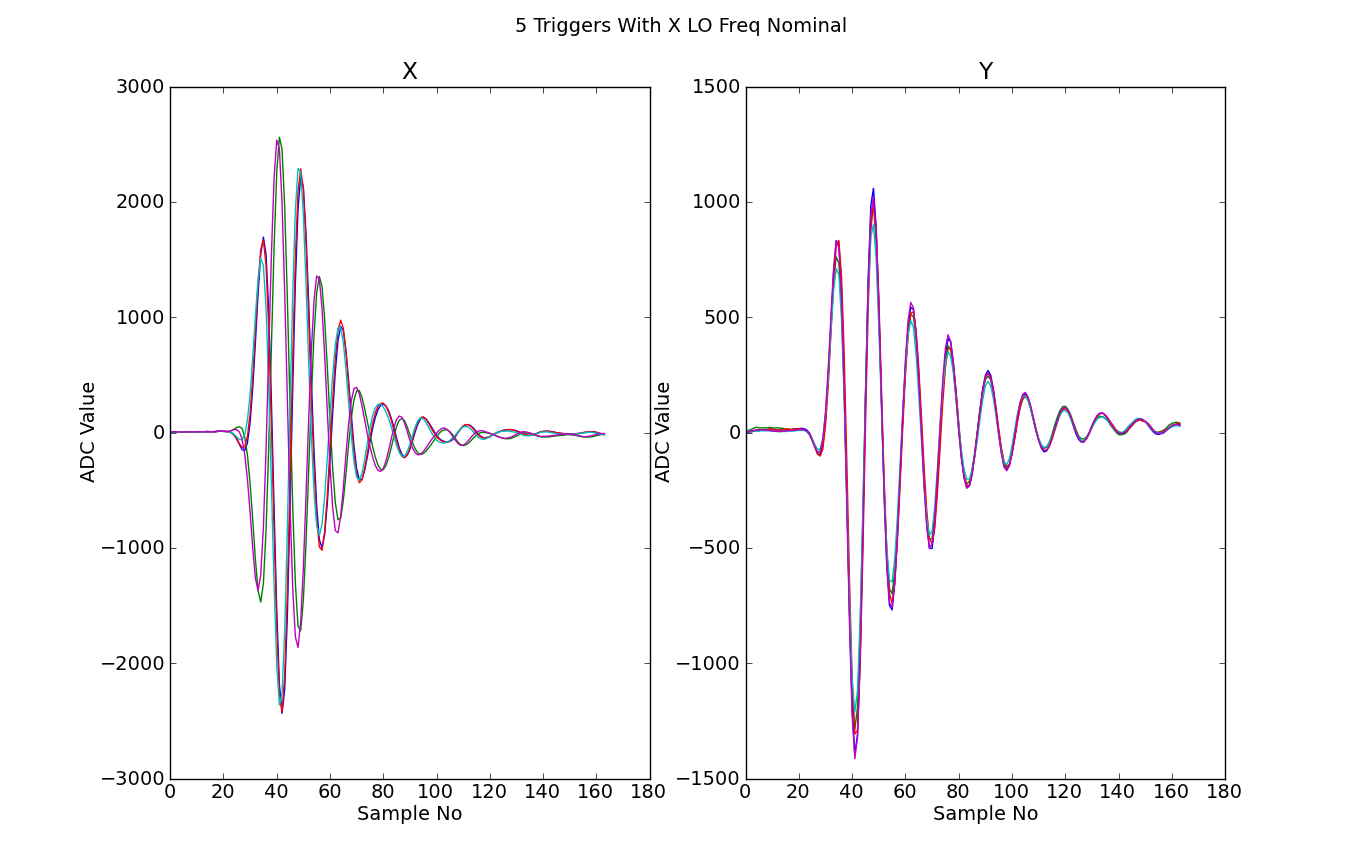 5 Triggers With X LO Freq Nominal
X
Y
3000
2000
1000
0
−1000
−2000
−3000
ADC Value
0 20 40 60 80 100 120 140 160 180
Sample No
1500
1000
500
0
−500
−1000
−1500
ADC Value
0 20 40 60 80 100 120 140 160 180
Sample No